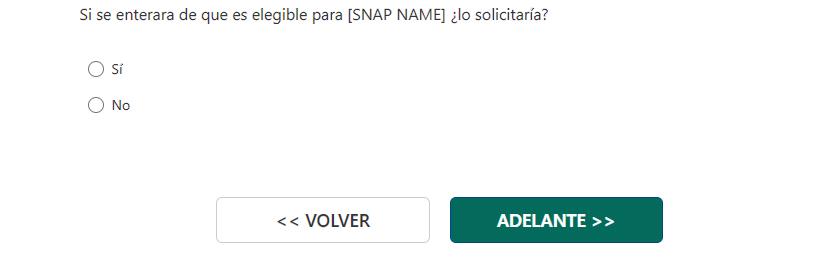 Si se enterara de que es elegible para [SNAP NAME] ¿lo solicitaría?
Sí
No
<< VOLVER
ADELANTE >>